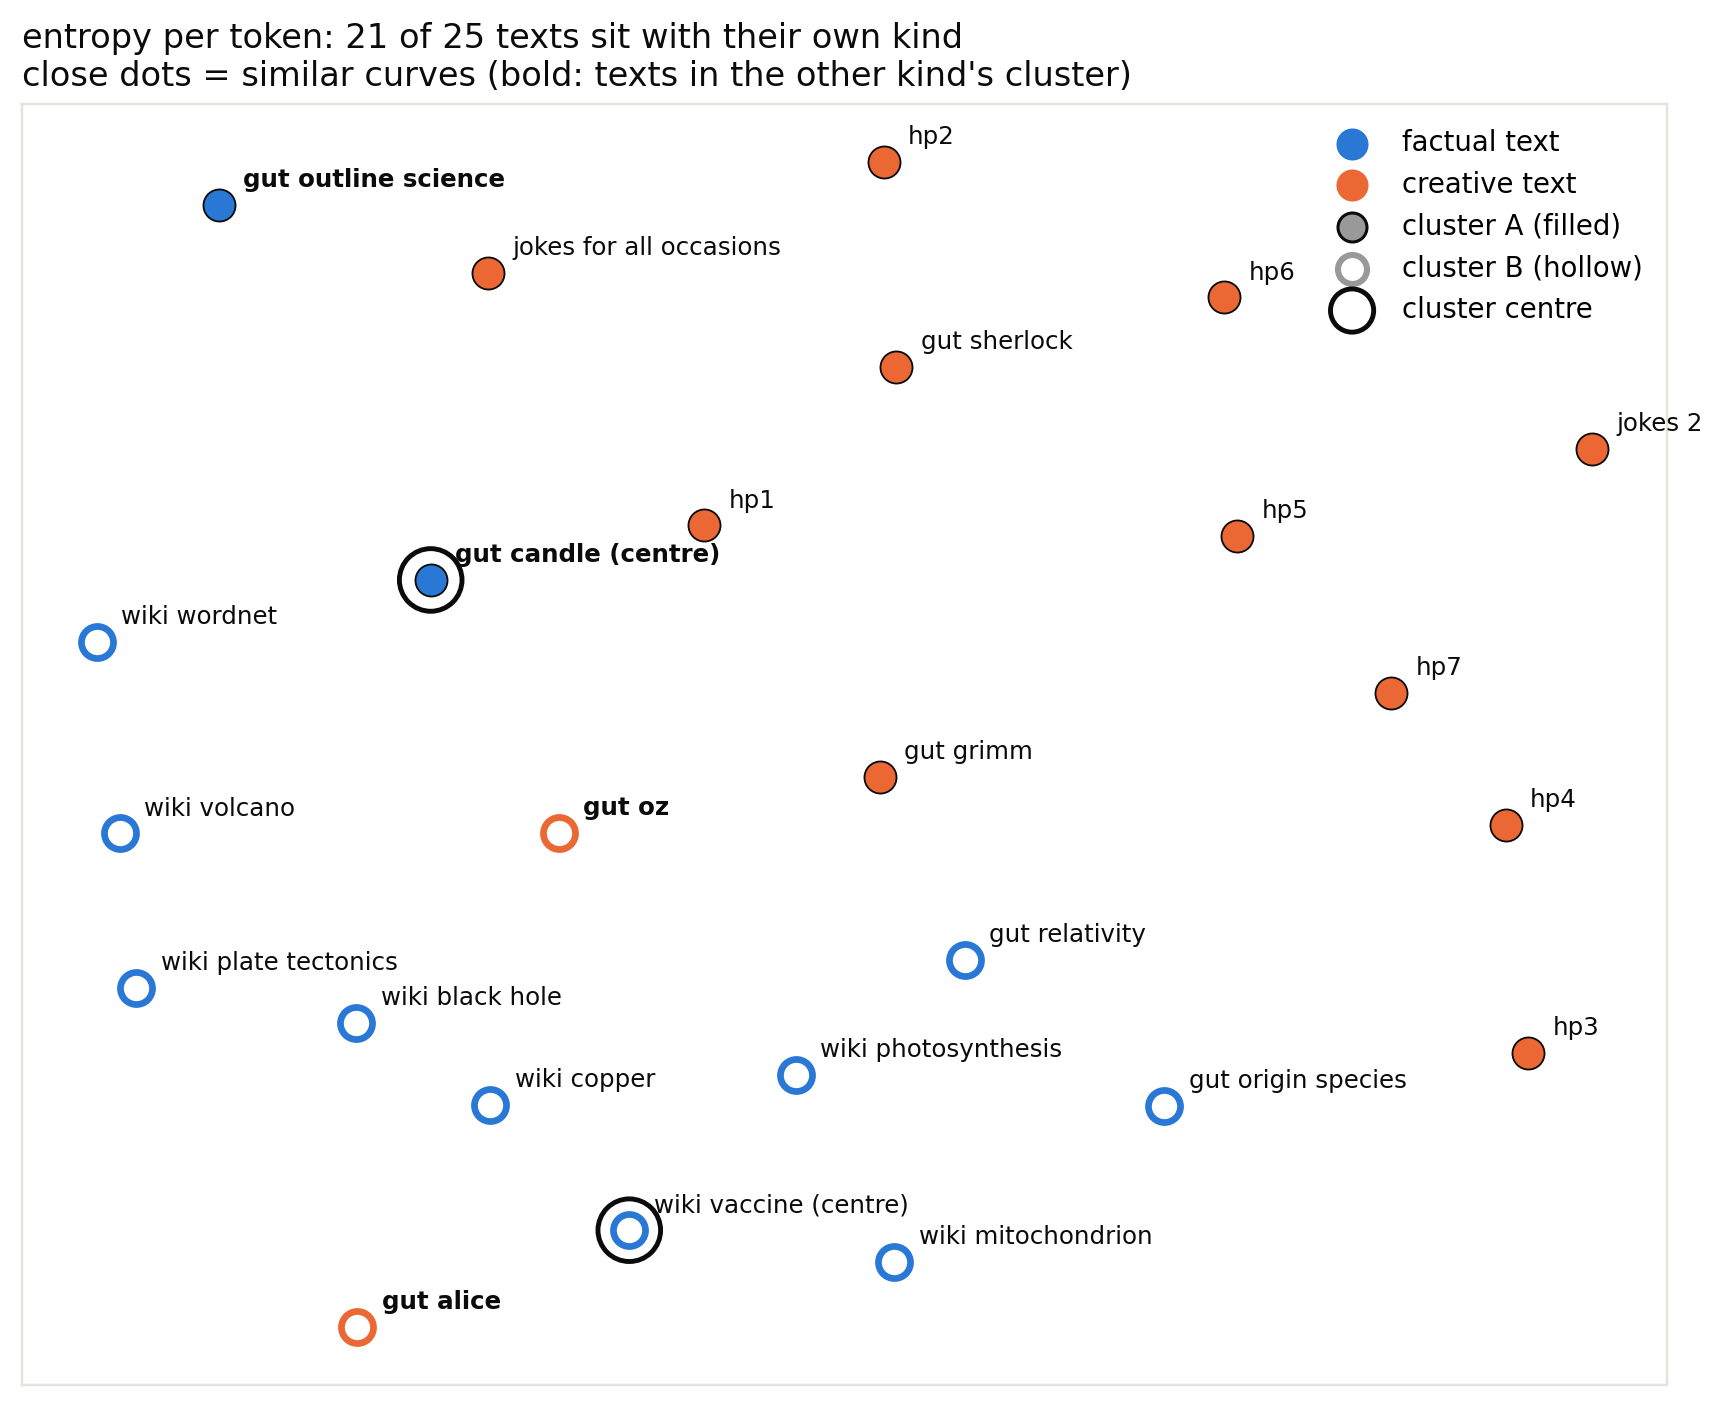 entropy per token: 21 of 25 texts sit with their own kind
close dots = similar curves (bold: texts in the other kind's cluster)
factual text
creative text
cluster A (filled)
cluster B (hollow)
cluster centre
hp2
gut outline science
jokes for all occasions
hp6
gut sherlock
jokes 2
hp1
hp5
gut candle (centre)
wiki wordnet
hp7
gut grimm
hp4
wiki volcano
gut oz
gut relativity
wiki plate tectonics
wiki black hole
hp3
wiki photosynthesis
wiki copper
gut origin species
wiki vaccine (centre)
wiki mitochondrion
gut alice